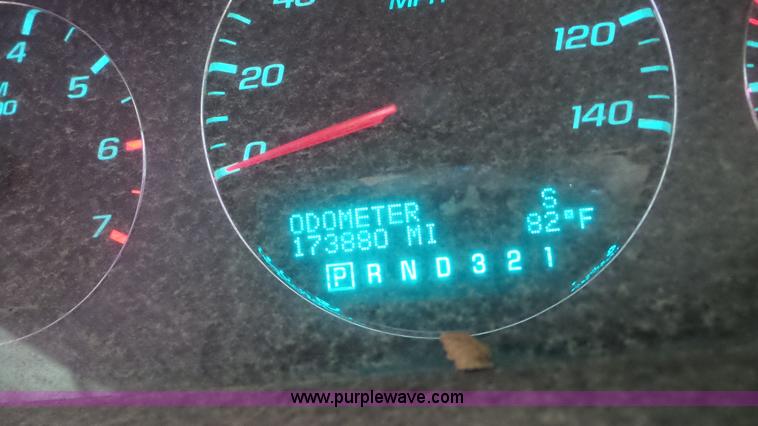 40
MPH
4
5
6
7
20
0
120
140
ODOMETER
173880 MI
S
82°F
P R N D 3 2 1
www.purplewave.com